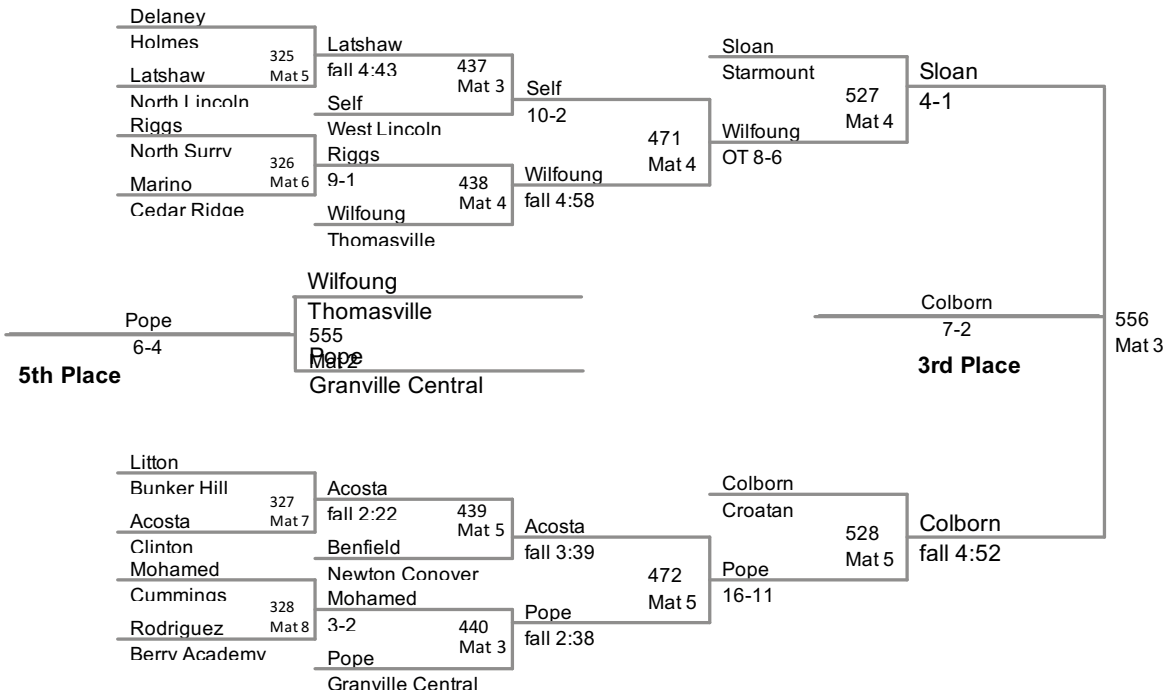 Delaney
Holmes
325
Mat 5
Latshaw
North Lincoln
Latshaw
fall 4:43
437
Mat 3
Self
West Lincoln
Riggs
North Surry
326
Mat 6
Marino
Cedar Ridge
Riggs
9-1
438
Mat 4
Wilfoung
Thomasville
Self
10-2
471
Mat 4
Wilfoung
fall 4:58
Sloan
Starmount
527
Mat 4
Wilfoung
OT 8-6
Sloan
4-1
Wilfoung
Thomasville
555
Mat 2
Pope
Granville Central
Pope
6-4
5th Place
Colborn
7-2
3rd Place
556
Mat 3
Litton
Bunker Hill
327
Mat 7
Acosta
Clinton
Acosta
fall 2:22
439
Mat 5
Benfield
Newton Conover
Mohamed
Cummings
328
Mat 8
Rodriguez
Berry Academy
Mohamed
3-2
440
Mat 3
Pope
Granville Central
Acosta
fall 3:39
472
Mat 5
Pope
fall 2:38
Colborn
Croatan
528
Mat 5
Pope
16-11
Colborn
fall 4:52